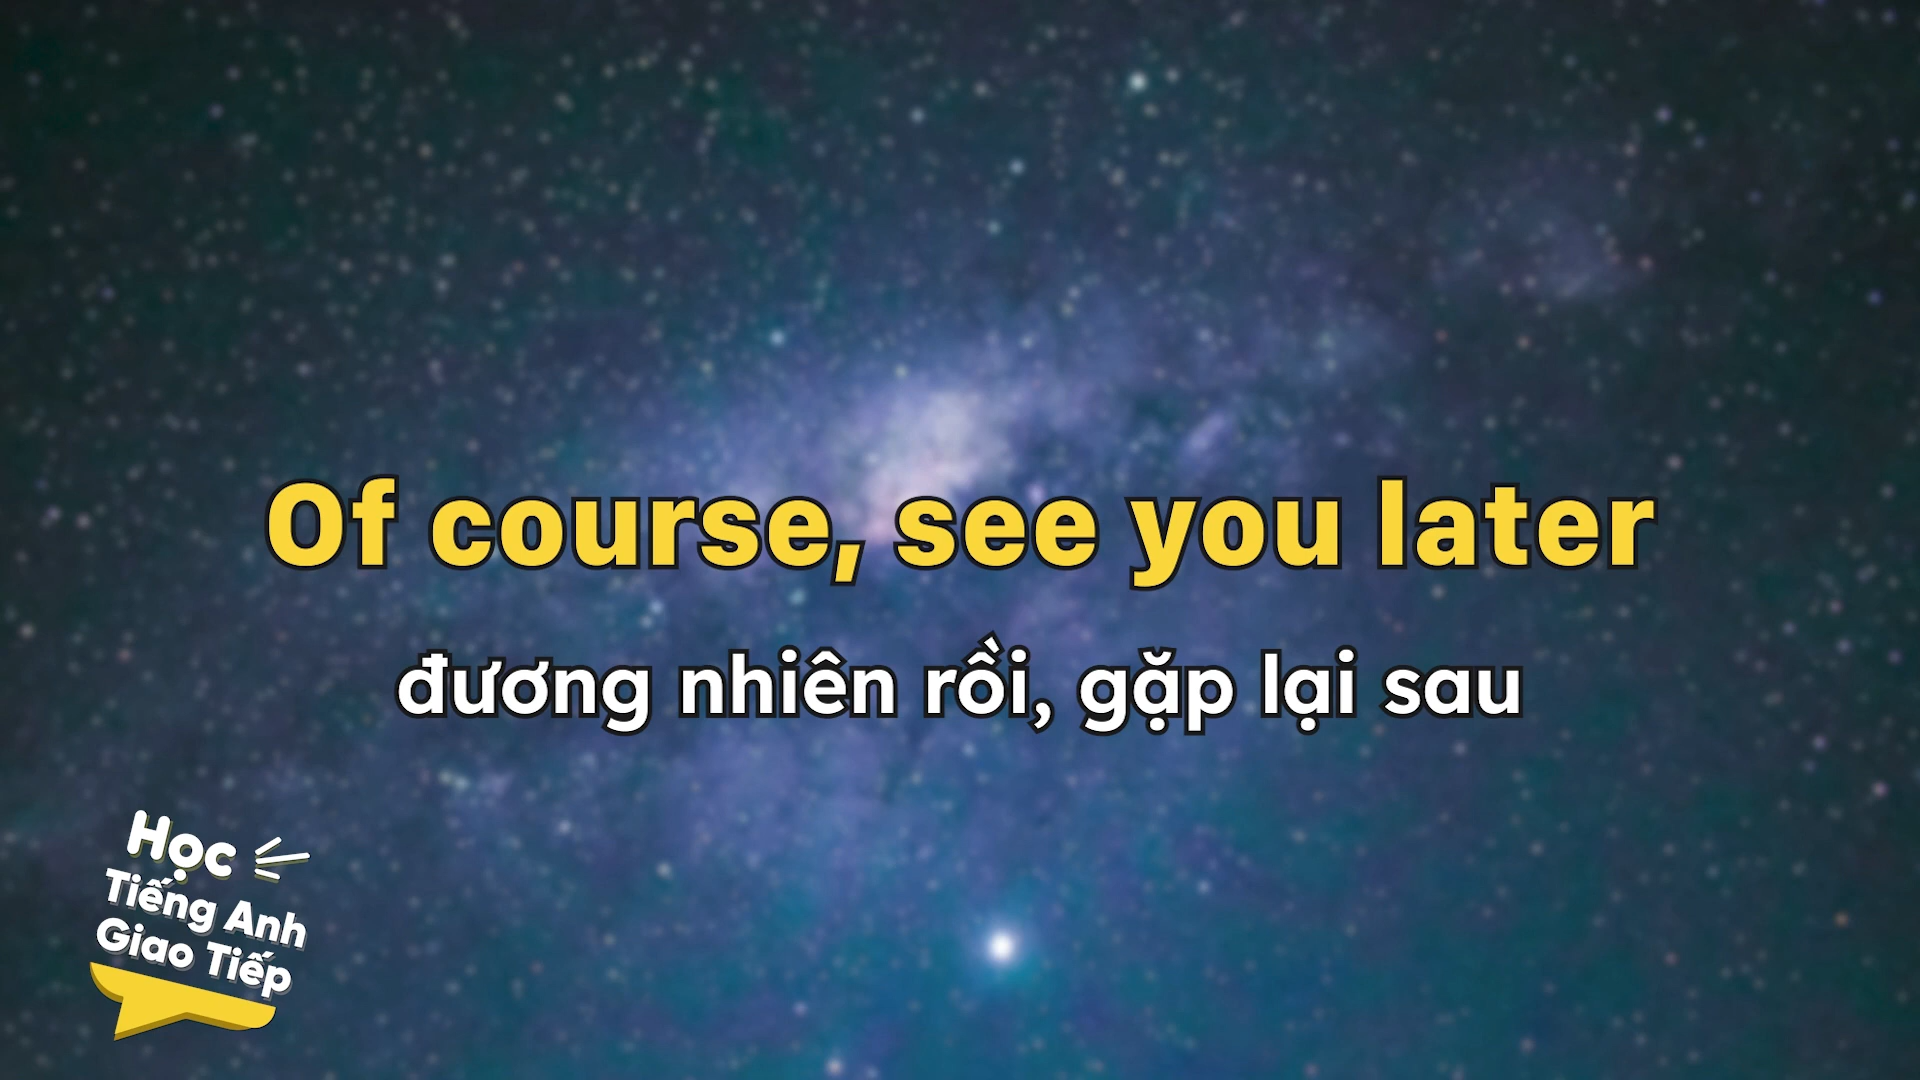 Of course, see you later
đương nhiên rồi, gặp lại sau
Học
Tiếng Anh
Giao Tiếp